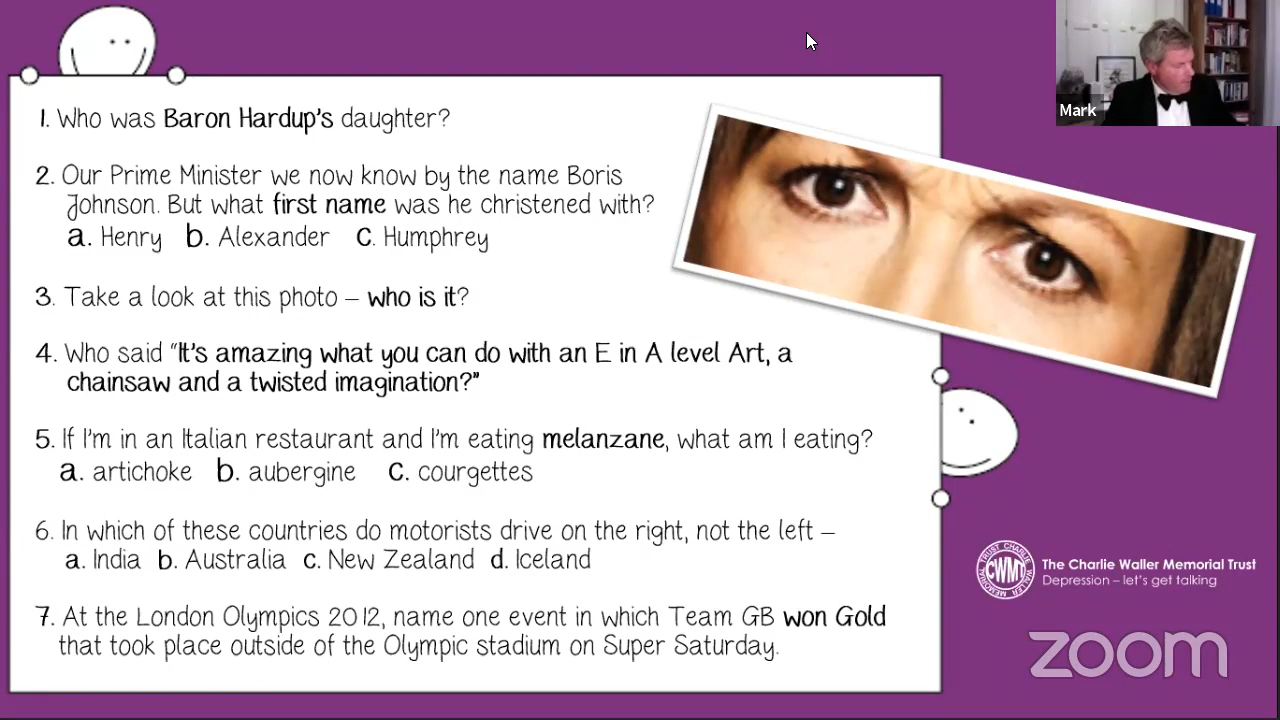 Mark
1. Who was Baron Hardup's daughter?
2. Our Prime Minister we now know by the name Boris
Johnson. But what first name was he christened with?
a. Henry b. Alexander c. Humphrey
3. Take a look at this photo – who is it?
4. Who said "It's amazing what you can do with an E in A level Art, a
chainsaw and a twisted imagination?"
5. If I'm in an Italian restaurant and I'm eating melanzane, what am I eating?
a. artichoke b. aubergine c. courgettes
6. In which of these countries do motorists drive on the right, not the left –
a. India b. Australia c. New Zealand d. Iceland
7. At the London Olympics 2012, name one event in which Team GB won Gold
that took place outside of the Olympic stadium on Super Saturday.
CWMT
The Charlie Waller Memorial Trust
Depression – let's get talking
zoom